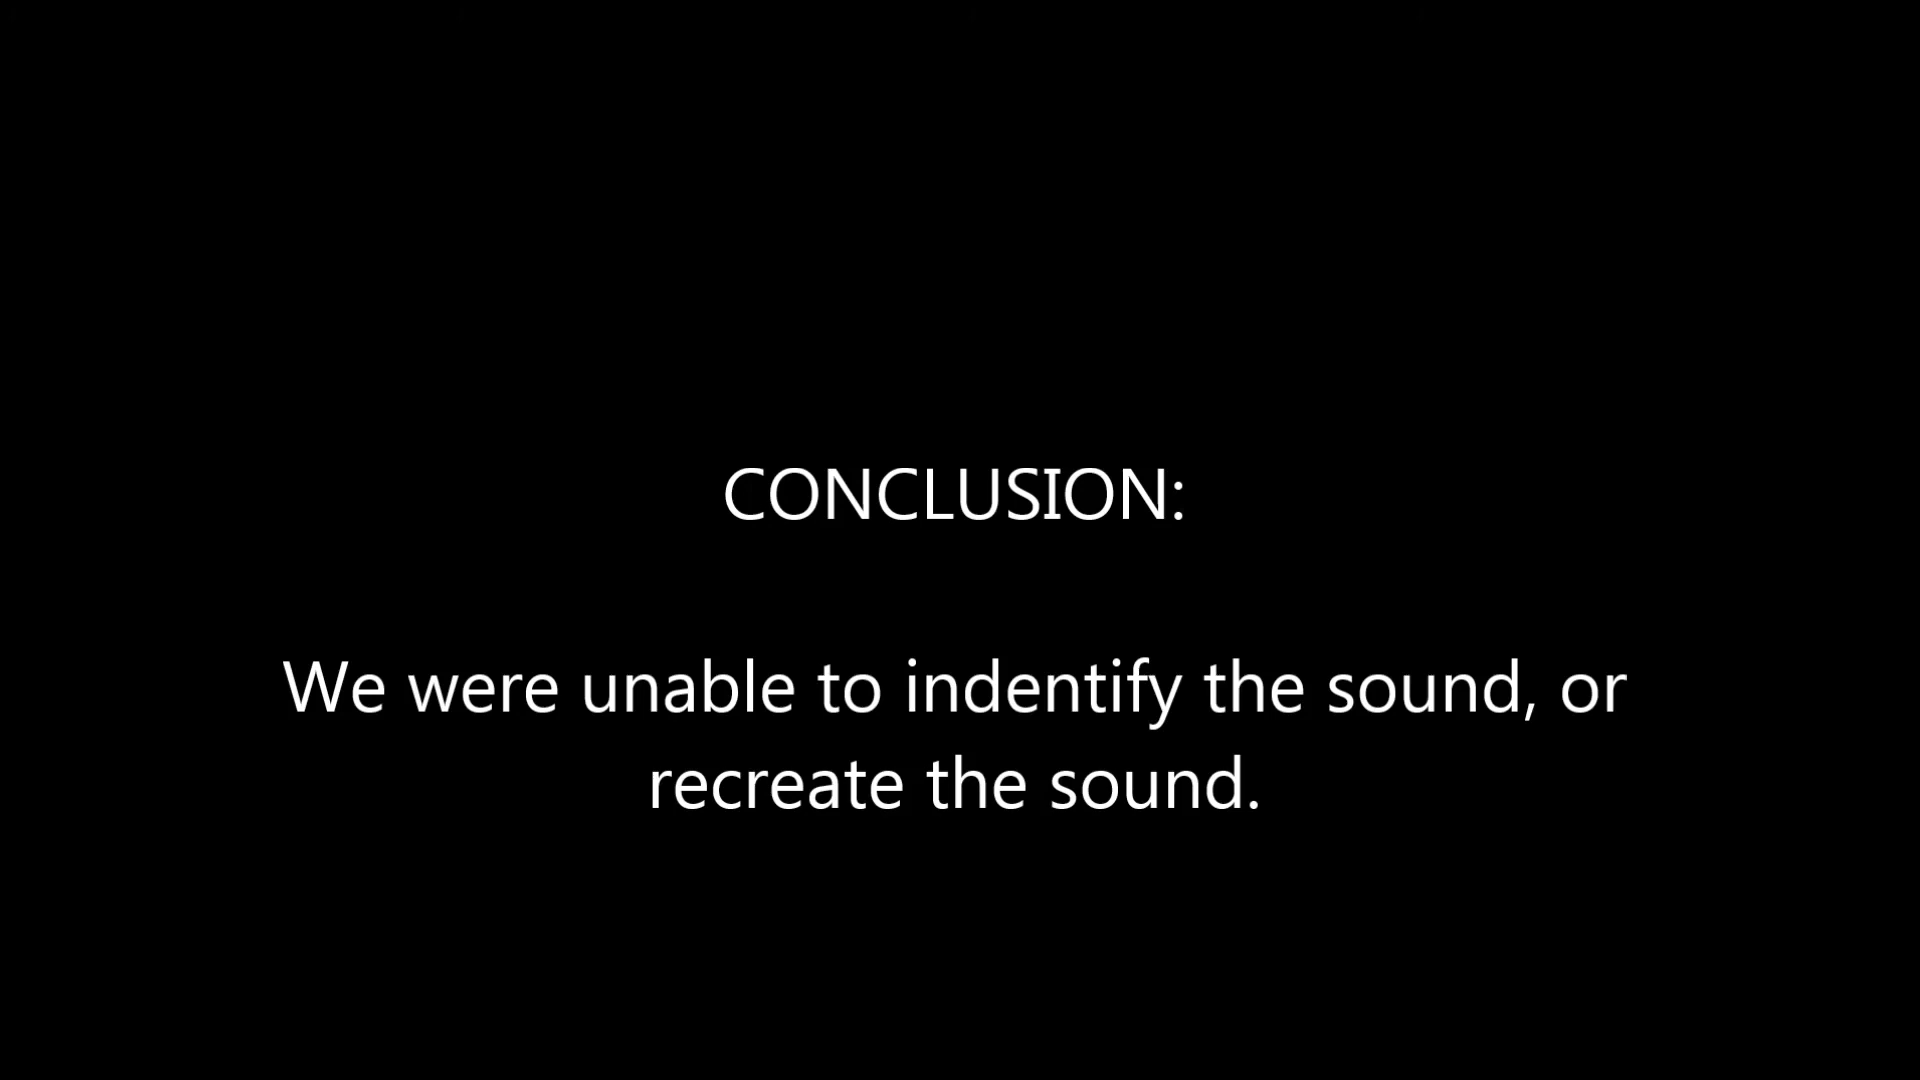 CONCLUSION:
We were unable to indentify the sound, or
recreate the sound.